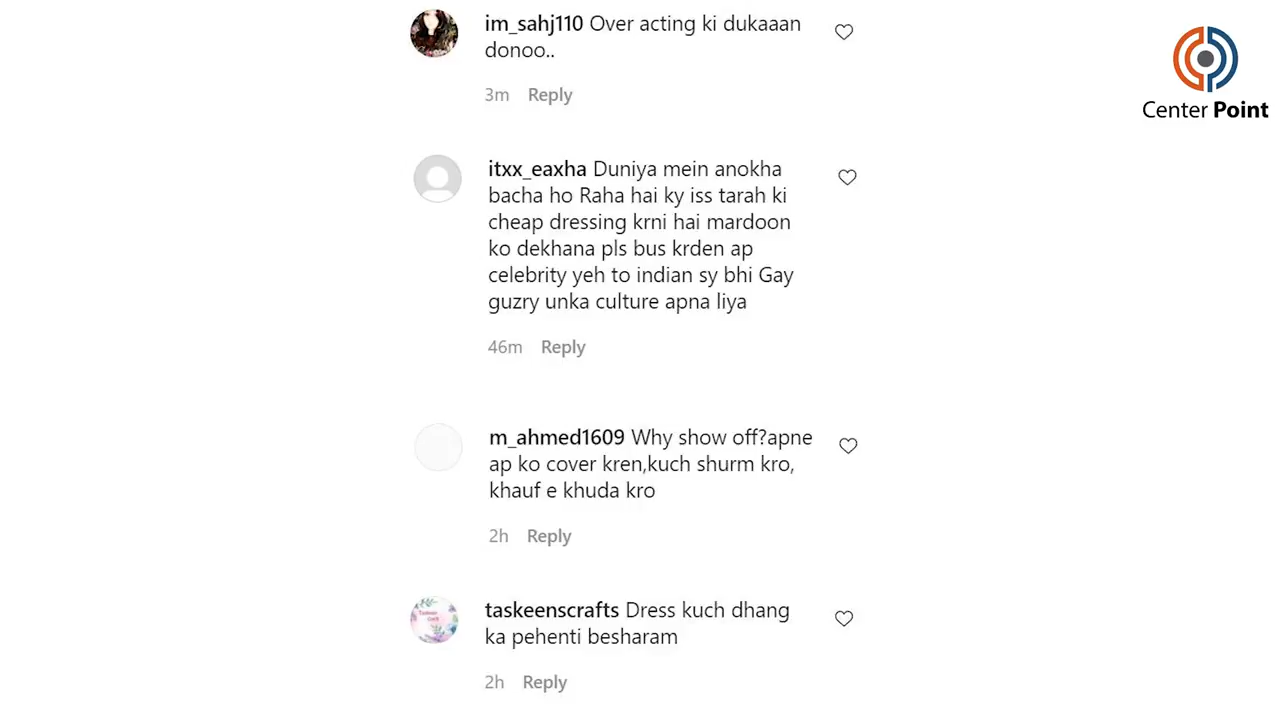 im_sahj110 Over acting ki dukaaan
donoo..
3m Reply
Center Point
itxx_eaxha Duniya mein anokha
bacha ho Raha hai ky iss tarah ki
cheap dressing krni hai mardoon
ko dekhana pls bus krden ap
celebrity yeh to indian sy bhi Gay
guzry unka culture apna liya
46m Reply
m_ahmed1609 Why show off?apne
ap ko cover kren,kuch shurm kro,
khauf e khuda kro
2h Reply
taskeenscrafts Dress kuch dhang
ka pehenti besharam
2h Reply